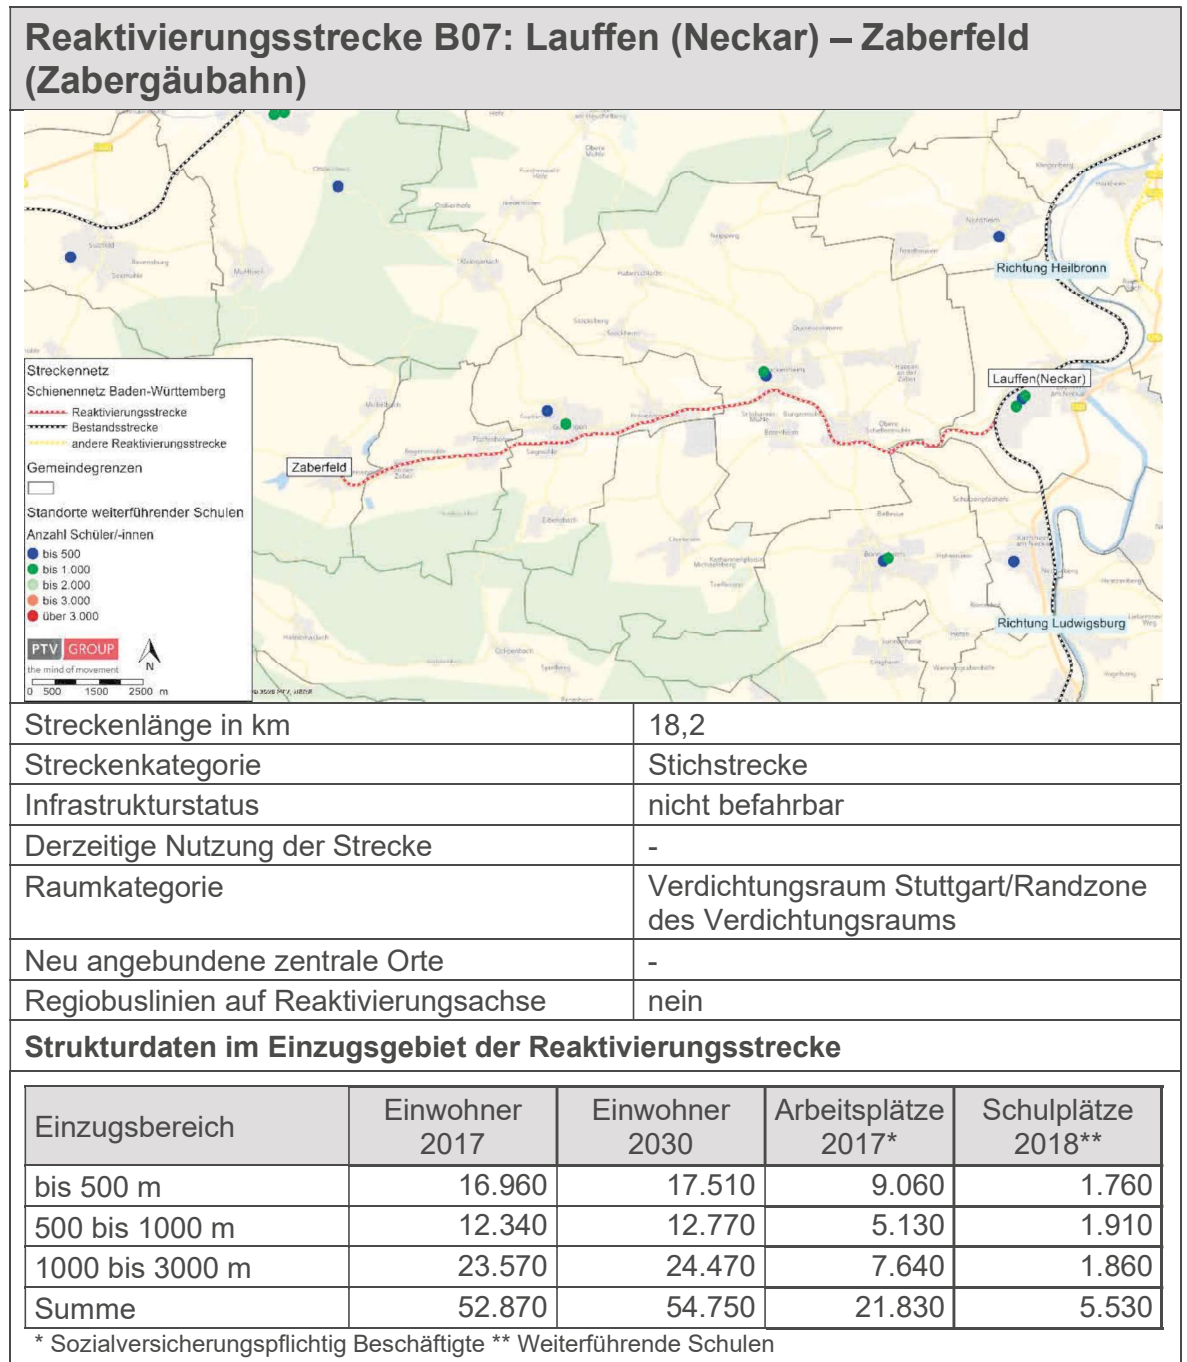 Reaktivierungsstrecke B07: Lauffen (Neckar) – Zaberfeld
(Zabergäubahn)
Richtung Heilbronn
Lauffen(Neckar)
Zaberfeld
Richtung Ludwigsburg
Streckennetz
Schienennetz Baden-Württemberg
Reaktivierungsstrecke
Bestandsstrecke
andere Reaktivierungsstrecke
Gemeindegrenzen
Standorte weiterführender Schulen
Anzahl Schüler/-innen
bis 500
bis 1.000
bis 2.000
bis 3.000
über 3.000
PTV GROUP
the mind of movement
N
0 500 1500 2500 m
Streckenlänge in km 18,2
Streckenkategorie Stichstrecke
Infrastrukturstatus nicht befahrbar
Derzeitige Nutzung der Strecke -
Raumkategorie Verdichtungsraum Stuttgart/Randzone
des Verdichtungsraums
Neu angebundene zentrale Orte -
Regiobuslinien auf Reaktivierungsachse nein
Strukturdaten im Einzugsgebiet der Reaktivierungsstrecke
Einzugsbereich Einwohner 2017 Einwohner 2030 Arbeitsplätze 2017* Schulplätze 2018**
bis 500 m 16.960 17.510 9.060 1.760
500 bis 1000 m 12.340 12.770 5.130 1.910
1000 bis 3000 m 23.570 24.470 7.640 1.860
Summe 52.870 54.750 21.830 5.530
* Sozialversicherungspflichtig Beschäftigte ** Weiterführende Schulen